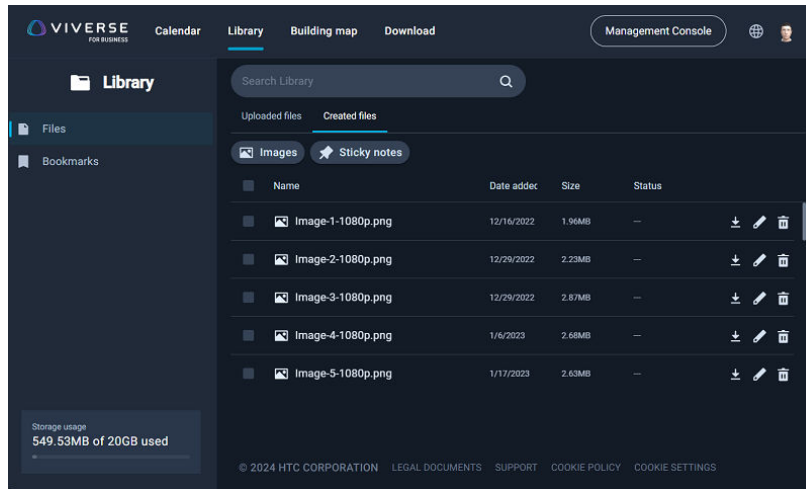 VIVERSE
FOR BUSINESS
Calendar
Library
Building map
Download
Management Console
Library
Files
Bookmarks
Search Library
Uploaded files
Created files
Images
Sticky notes
Name Date addec Size Status
Image-1-1080p.png 12/16/2022 1.96MB —
Image-2-1080p.png 12/29/2022 2.23MB —
Image-3-1080p.png 12/29/2022 2.87MB —
Image-4-1080p.png 1/6/2023 2.68MB —
Image-5-1080p.png 1/17/2023 2.63MB —
Storage usage
549.53MB of 20GB used
© 2024 HTC CORPORATION LEGAL DOCUMENTS SUPPORT COOKIE POLICY COOKIE SETTINGS